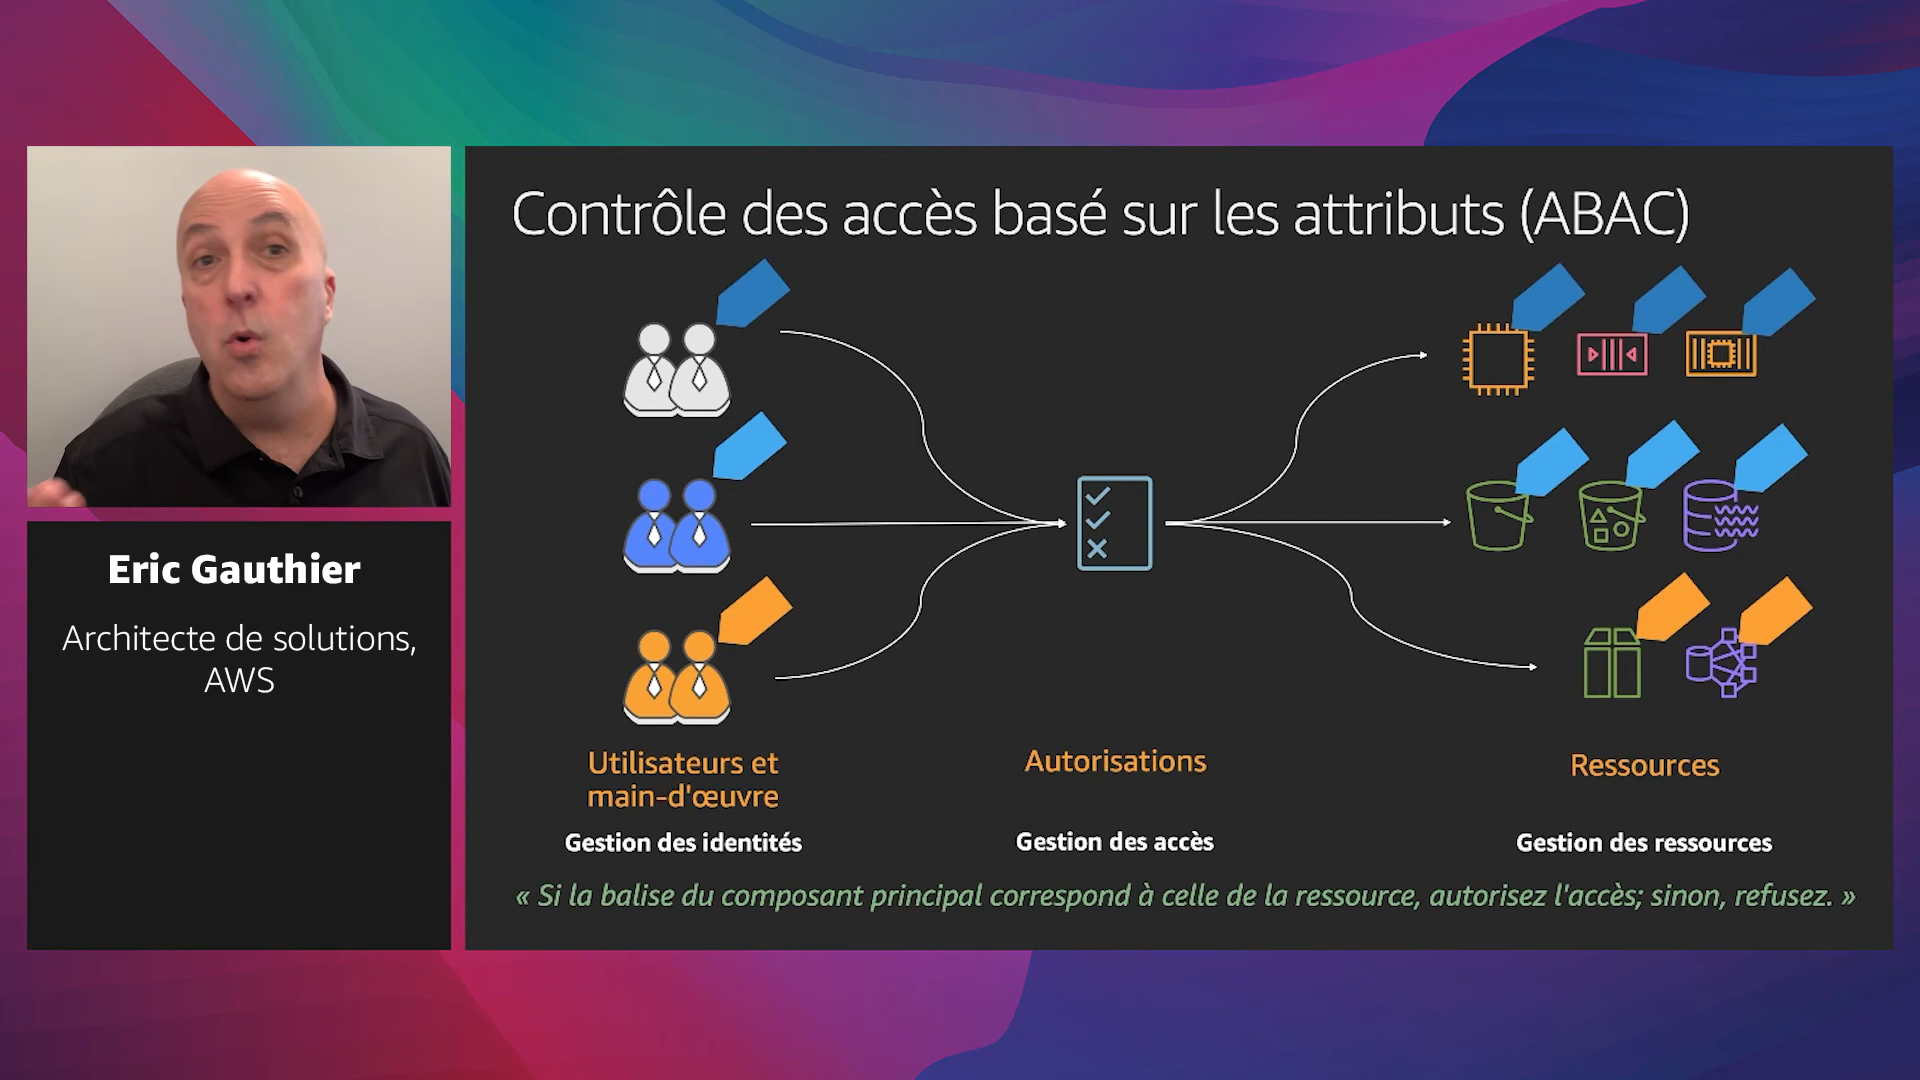 Contrôle des accès basé sur les attributs (ABAC)
Eric Gauthier
Architecte de solutions,
AWS
Utilisateurs et
main-d'œuvre
Gestion des identités
Autorisations
Gestion des accès
Ressources
Gestion des ressources
« Si la balise du composant principal correspond à celle de la ressource, autorisez l'accès; sinon, refusez. »